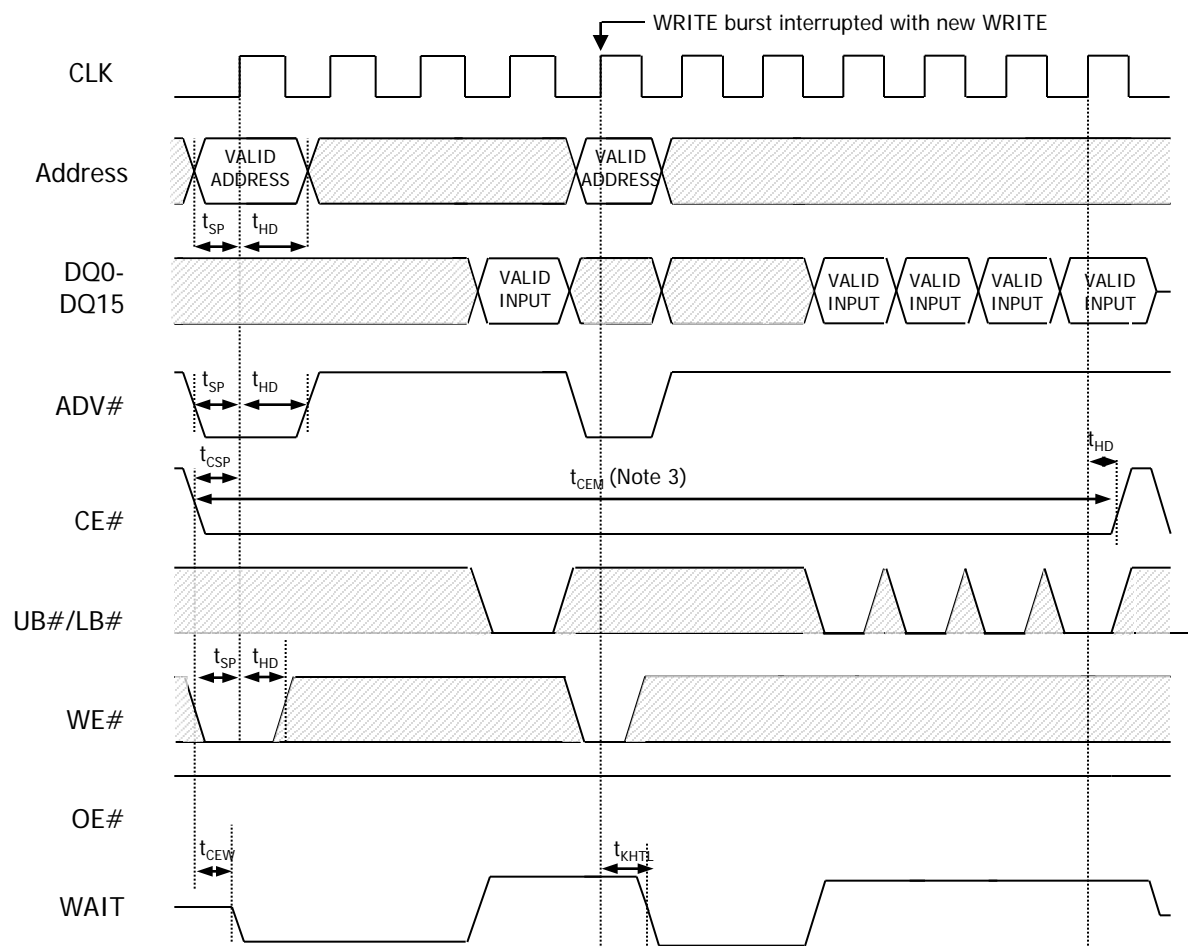 WRITE burst interrupted with new WRITE
CLK
Address
VALID
ADDRESS
VALID
ADDRESS
tSP
tHD
DQ0-
DQ15
VALID
INPUT
VALID
INPUT
VALID
INPUT
VALID
INPUT
VALID
INPUT
ADV#
tSP
tHD
tHD
tCSP
tCEM (Note 3)
CE#
UB#/LB#
tSP
tHD
WE#
OE#
tCEW
tKHTL
WAIT